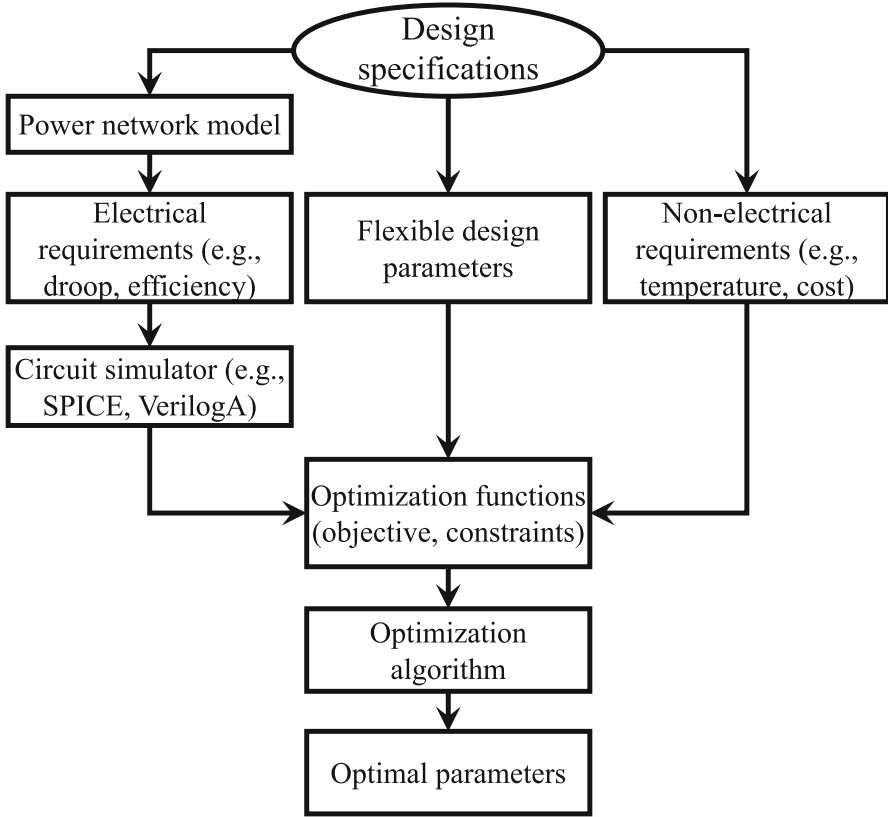 Design
specifications
Power network model
Electrical
requirements (e.g.,
droop, efficiency)
Flexible design
parameters
Non-electrical
requirements (e.g.,
temperature, cost)
Circuit simulator (e.g.,
SPICE, VerilogA)
Optimization functions
(objective, constraints)
Optimization
algorithm
Optimal parameters